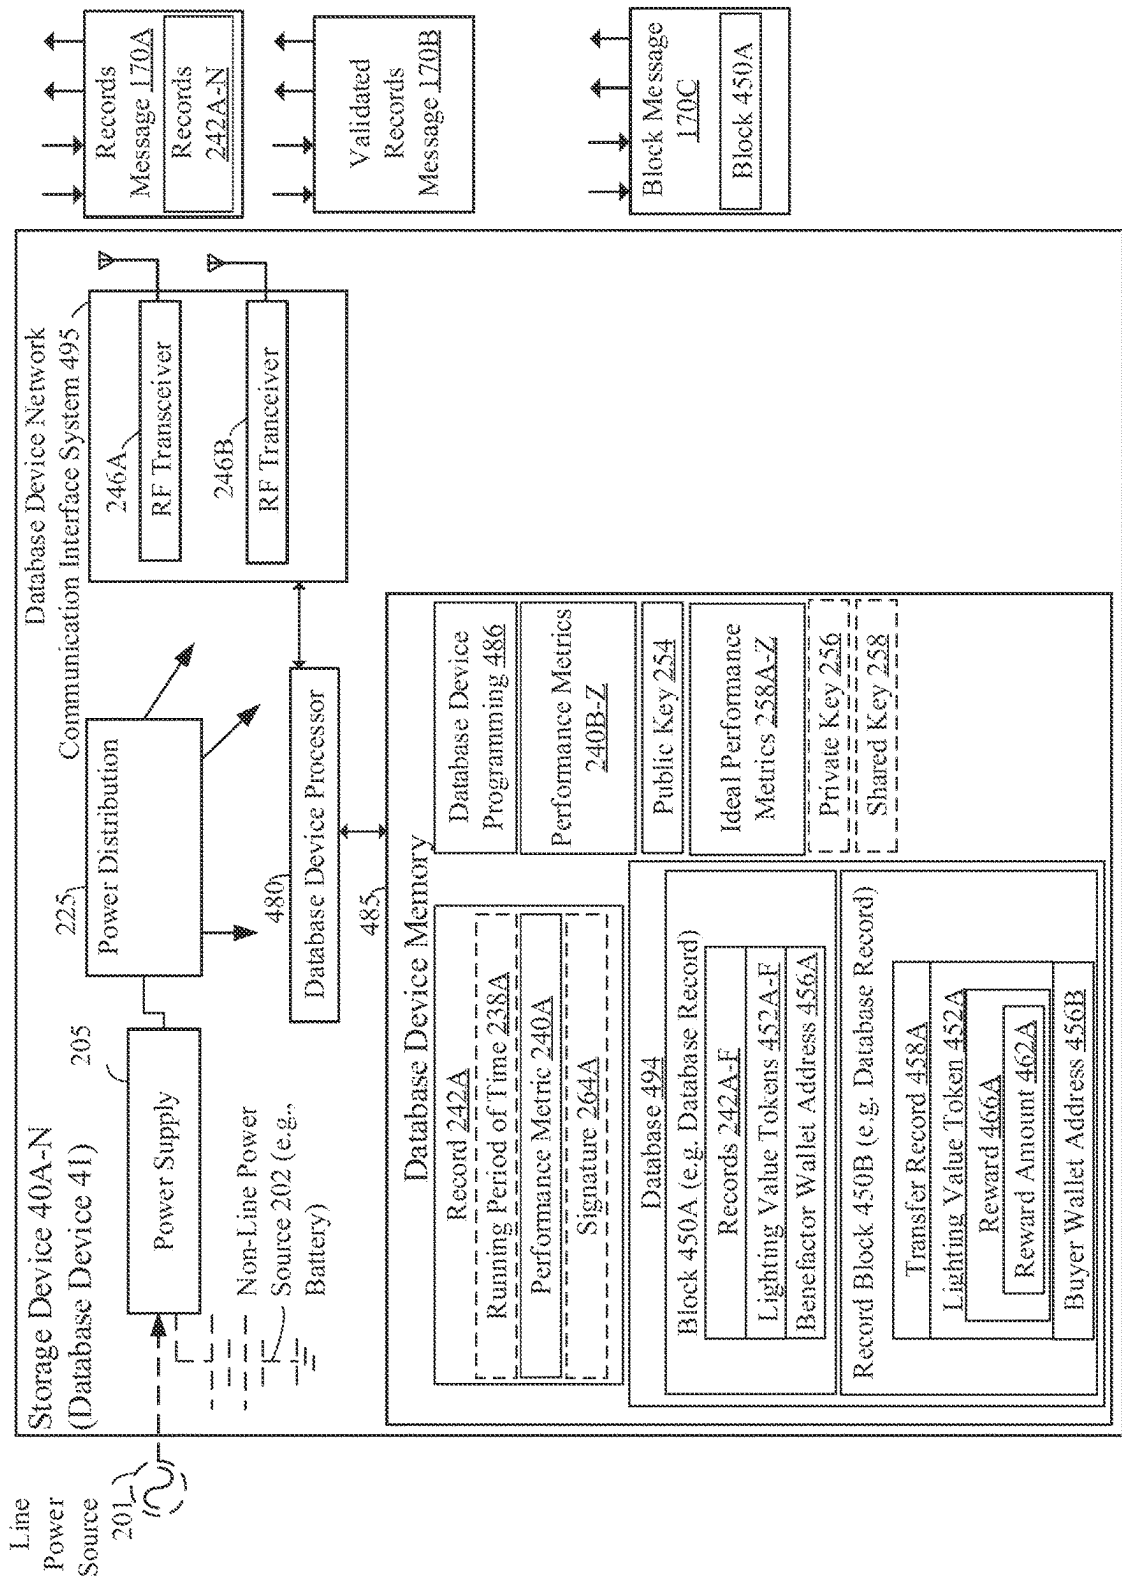 Line
Power
Source
201
Storage Device 40A-N
(Database Device 41)
Power Supply
205
Non-Line Power
Source 202 (e.g.,
Battery)
225
Power Distribution
Database Device Network
Communication Interface System 495
246A
RF Transceiver
246B
RF Tranceiver
480
Database Device Processor
485
Database Device Memory
Record 242A
Running Period of Time 238A
Performance Metric 240A
Signature 264A
Database Device
Programming 486
Performance Metrics
240B-Z
Public Key 254
Ideal Performance
Metrics 258A-Z
Private Key 256
Shared Key 258
Database 494
Block 450A (e.g. Database Record)
Records 242A-F
Lighting Value Tokens 452A-F
Benefactor Wallet Address 456A
Record Block 450B (e.g. Database Record)
Transfer Record 458A
Lighting Value Token 452A
Reward 466A
Reward Amount 462A
Buyer Wallet Address 456B
Records
Message 170A
Records
242A-N
Validated
Records
Message 170B
Block Message
170C
Block 450A